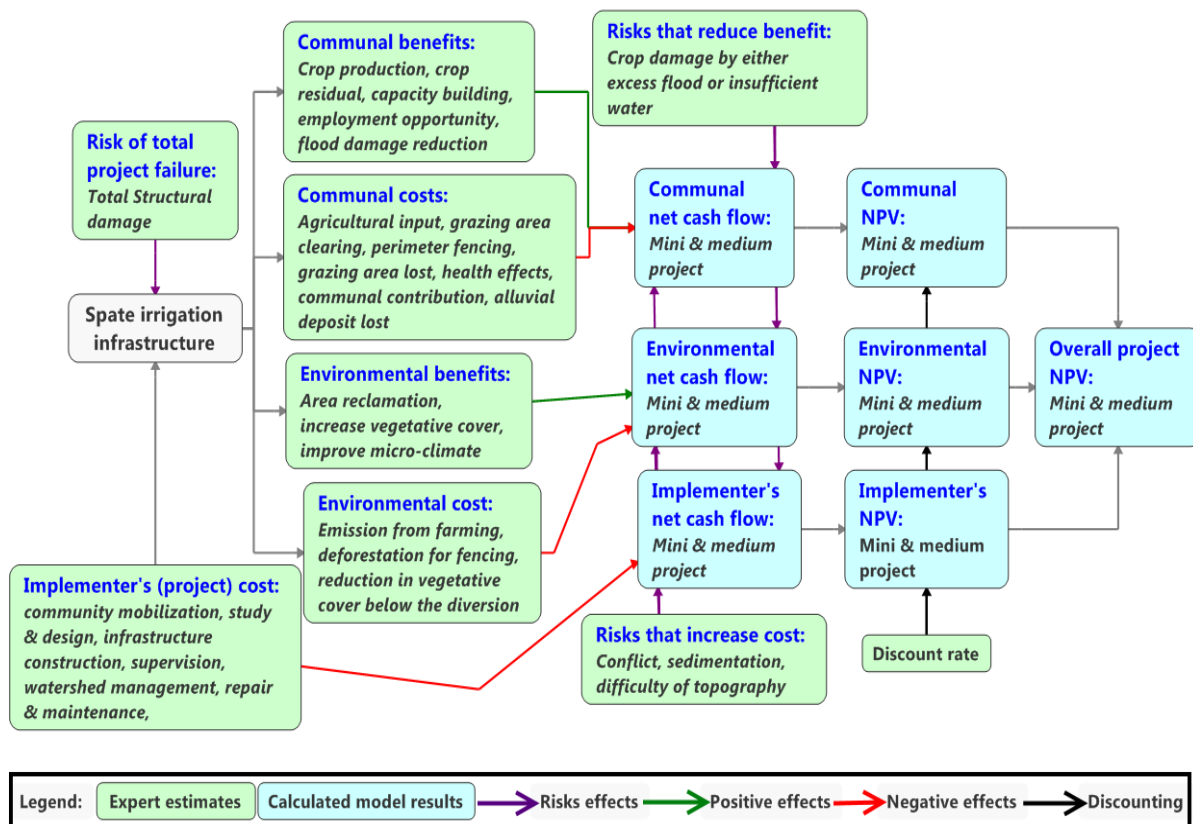 Communal benefits:
Crop production, crop
residual, capacity building,
employment opportunity,
flood damage reduction
Risks that reduce benefit:
Crop damage by either
excess flood or insufficient
water
Risk of total
project failure:
Total Structural
damage
Communal costs:
Agricultural input, grazing area
clearing, perimeter fencing,
grazing area lost, health effects,
communal contribution, alluvial
deposit lost
Communal
net cash flow:
Mini & medium
project
Communal
NPV:
Mini & medium
project
Spate irrigation
infrastructure
Environmental benefits:
Area reclamation,
increase vegetative cover,
improve micro-climate
Environmental
net cash flow:
Mini & medium
project
Environmental
NPV:
Mini & medium
project
Overall project
NPV:
Mini & medium
project
Environmental cost:
Emission from farming,
deforestation for fencing,
reduction in vegetative
cover below the diversion
Implementer's
net cash flow:
Mini & medium
project
Implementer's
NPV:
Mini & medium
project
Implementer's (project) cost:
community mobilization, study
& design, infrastructure
construction, supervision,
watershed management, repair
& maintenance,
Risks that increase cost:
Conflict, sedimentation,
difficulty of topography
Discount rate
Legend:
Expert estimates
Calculated model results
Risks effects
Positive effects
Negative effects
Discounting